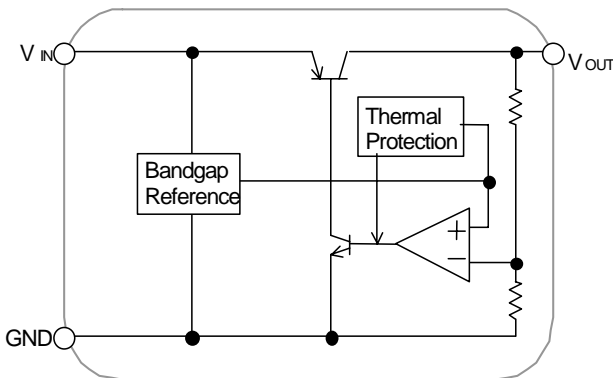 V IN
V OUT
Thermal
Protection
Bandgap
Reference
+
−
GND